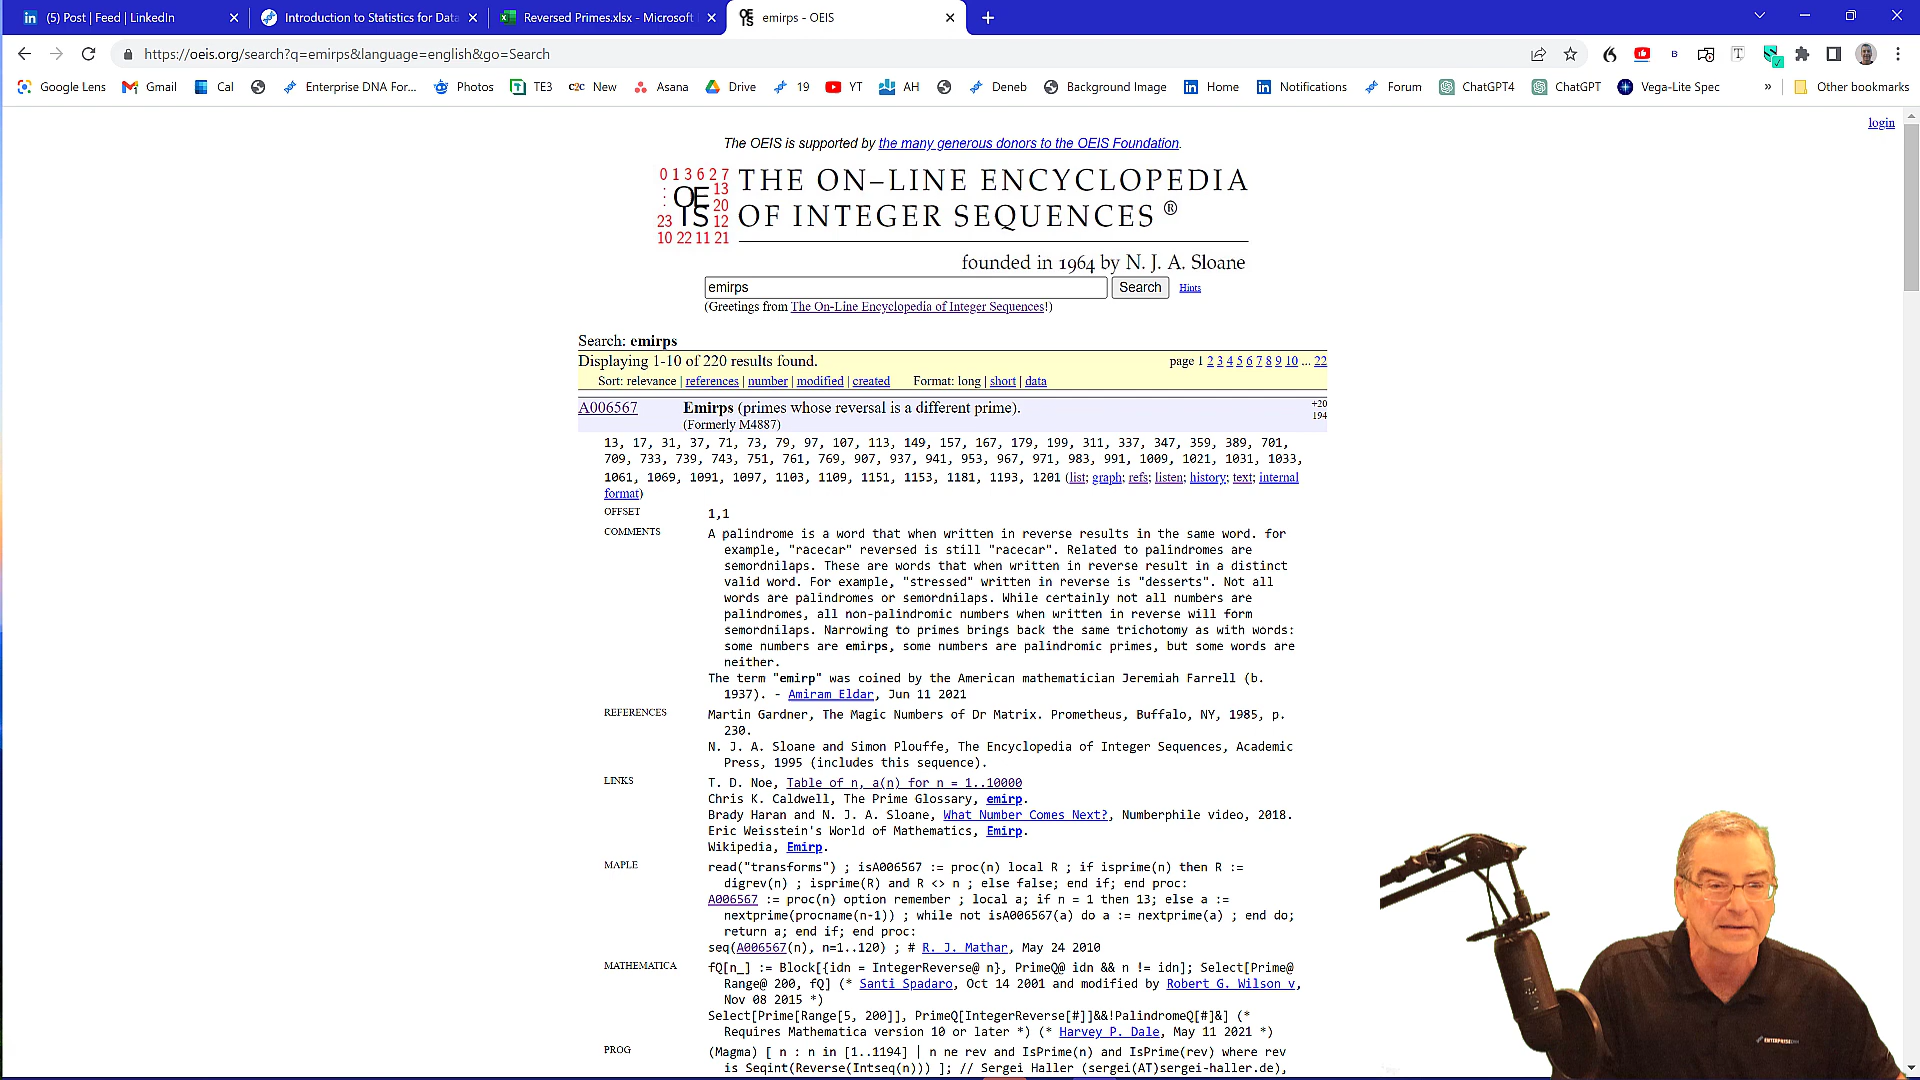 (5) Post | Feed | LinkedIn
Introduction to Statistics for Data
Reversed Primes.xlsx - Microsoft
emirps - OEIS
https://oeis.org/search?q=emirps&language=english&go=Search
Google Lens Gmail Cal Enterprise DNA For... Photos TE3 New Asana Drive 19 YT AH Deneb Background Image Home Notifications Forum ChatGPT4 ChatGPT Vega-Lite Spec » Other bookmarks
login
The OEIS is supported by the many generous donors to the OEIS Foundation.
0 1 3 6 2 7
: OE 13
: IS 20
23 12
10 22 11 21
THE ON–LINE ENCYCLOPEDIA
OF INTEGER SEQUENCES ®
founded in 1964 by N. J. A. Sloane
emirps Search Hints
(Greetings from The On-Line Encyclopedia of Integer Sequences!)
Search: emirps
Displaying 1-10 of 220 results found. page 1 2 3 4 5 6 7 8 9 10 ... 22
Sort: relevance | references | number | modified | created Format: long | short | data
A006567 Emirps (primes whose reversal is a different prime). +20
(Formerly M4887) 194
13, 17, 31, 37, 71, 73, 79, 97, 107, 113, 149, 157, 167, 179, 199, 311, 337, 347, 359, 389, 701,
709, 733, 739, 743, 751, 761, 769, 907, 937, 941, 953, 967, 971, 983, 991, 1009, 1021, 1031, 1033,
1061, 1069, 1091, 1097, 1103, 1109, 1151, 1153, 1181, 1193, 1201 (list; graph; refs; listen; history; text; internal
format)
OFFSET 1,1
COMMENTS A palindrome is a word that when written in reverse results in the same word. for
example, "racecar" reversed is still "racecar". Related to palindromes are
semordnilaps. These are words that when written in reverse result in a distinct
valid word. For example, "stressed" written in reverse is "desserts". Not all
words are palindromes or semordnilaps. While certainly not all numbers are
palindromes, all non-palindromic numbers when written in reverse will form
semordnilaps. Narrowing to primes brings back the same trichotomy as with words:
some numbers are emirps, some numbers are palindromic primes, but some words are
neither.
The term "emirp" was coined by the American mathematician Jeremiah Farrell (b.
1937). - Amiram Eldar, Jun 11 2021
REFERENCES Martin Gardner, The Magic Numbers of Dr Matrix. Prometheus, Buffalo, NY, 1985, p.
230.
N. J. A. Sloane and Simon Plouffe, The Encyclopedia of Integer Sequences, Academic
Press, 1995 (includes this sequence).
LINKS T. D. Noe, Table of n, a(n) for n = 1..10000
Chris K. Caldwell, The Prime Glossary, emirp.
Brady Haran and N. J. A. Sloane, What Number Comes Next?, Numberphile video, 2018.
Eric Weisstein's World of Mathematics, Emirp.
Wikipedia, Emirp.
MAPLE read("transforms") ; isA006567 := proc(n) local R ; if isprime(n) then R :=
digrev(n) ; isprime(R) and R <> n ; else false; end if; end proc:
A006567 := proc(n) option remember ; local a; if n = 1 then 13; else a :=
nextprime(procname(n-1)) ; while not isA006567(a) do a := nextprime(a) ; end do;
return a; end if; end proc:
seq(A006567(n), n=1..120) ; # R. J. Mathar, May 24 2010
MATHEMATICA fQ[n_] := Block[{idn = IntegerReverse@ n}, PrimeQ@ idn && n != idn]; Select[Prime@
Range@ 200, fQ] (* Santi Spadaro, Oct 14 2001 and modified by Robert G. Wilson v,
Nov 08 2015 *)
Select[Prime[Range[5, 200]], PrimeQ[IntegerReverse[#]]&&!PalindromeQ[#]&] (*
Requires Mathematica version 10 or later *) (* Harvey P. Dale, May 11 2021 *)
PROG (Magma) [ n : n in [1..1194] | n ne rev and IsPrime(n) and IsPrime(rev) where rev
is Seqint(Reverse(Intseq(n))) ]; // Sergei Haller (sergei(AT)sergei-haller.de),